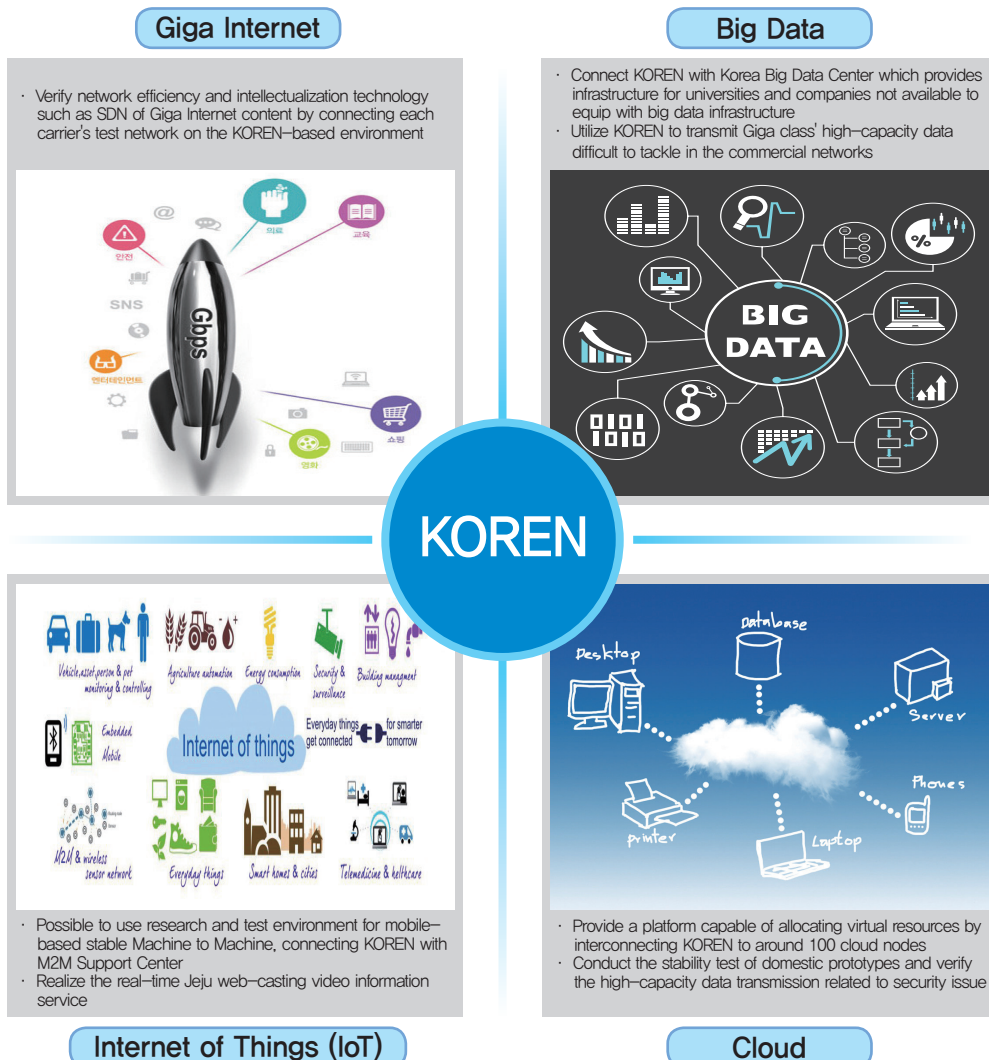 Giga Internet
· Verify network efficiency and intellectualization technology
such as SDN of Giga Internet content by connecting each
carrier's test network on the KOREN-based environment
@
의료
교육
안전
SNS
Gbps
엔터테인먼트
쇼핑
영화
Big Data
· Connect KOREN with Korea Big Data Center which provides
infrastructure for universities and companies not available to
equip with big data infrastructure
· Utilize KOREN to transmit Giga class' high-capacity data
difficult to tackle in the commercial networks
%
BIG
DATA
0101
1010
KOREN
Vehicle,asset,person & pet
monitoring & controlling
Agriculture automation
Energy consumption
Security &
surveillance
Building managment
Embedded
Mobile
Internet of things
Everyday things
get connected
for smarter
tomorrow
M2M & wireless
sensor network
Everyday things
Smart homes & cities
Telemedicine & helthcare
· Possible to use research and test environment for mobile-
based stable Machine to Machine, connecting KOREN with
M2M Support Center
· Realize the real-time Jeju web-casting video information
service
Internet of Things (IoT)
Database
Desktop
Server
Phones
Printer
Laptop
· Provide a platform capable of allocating virtual resources by
interconnecting KOREN to around 100 cloud nodes
· Conduct the stability test of domestic prototypes and verify
the high-capacity data transmission related to security issue
Cloud